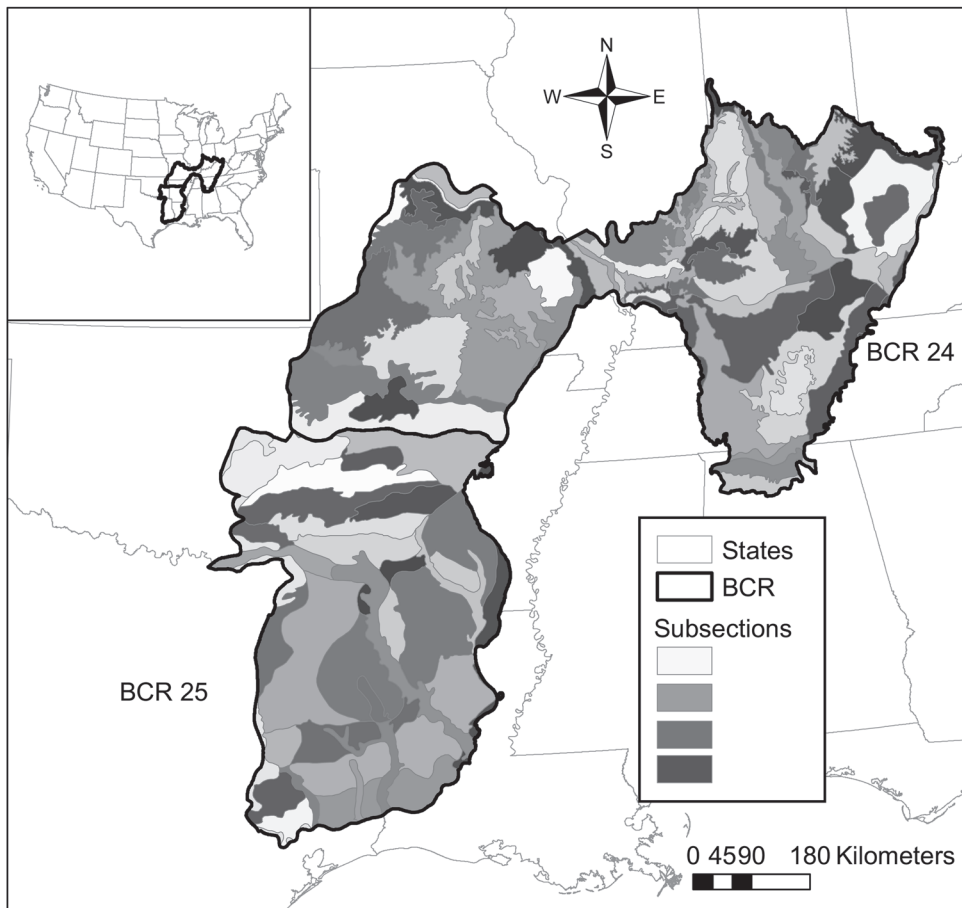 N
W E
S
BCR 24
States
BCR
Subsections
BCR 25
0 4590 180 Kilometers